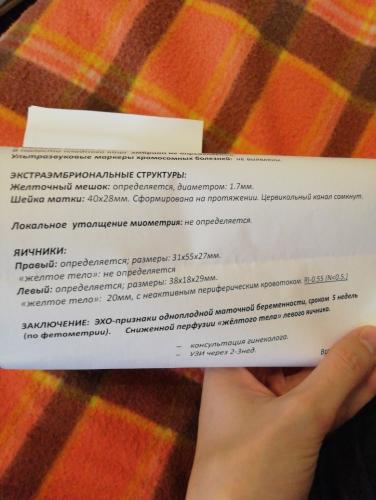 Ультразвуковые маркеры хромосомных болезней: не выявлены.
ЭКСТРАЭМБРИОНАЛЬНЫЕ СТРУКТУРЫ:
Желточный мешок: определяется, диаметром: 1.7мм.
Шейка матки: 40х28мм. Сформирована на протяжении. Цервикальный канал сомкнут.
Локальное утолщение миометрия: не определяется.
ЯИЧНИКИ:
Правый: определяется; размеры: 31х55х27мм.
«желтое тело»: не определяется
Левый: определяется; размеры: 38х18х29мм.
«желтое тело»: 20мм, с неактивным периферическим кровотоком. RI-0.55 (N<0.5.)
ЗАКЛЮЧЕНИЕ: ЭХО-признаки одноплодной маточной беременности, сроком 5 недель
(по фетометрии). Сниженной перфузии «жёлтого тела» левого яичника.
– консультация гинеколога.
– УЗИ через 2-3нед.